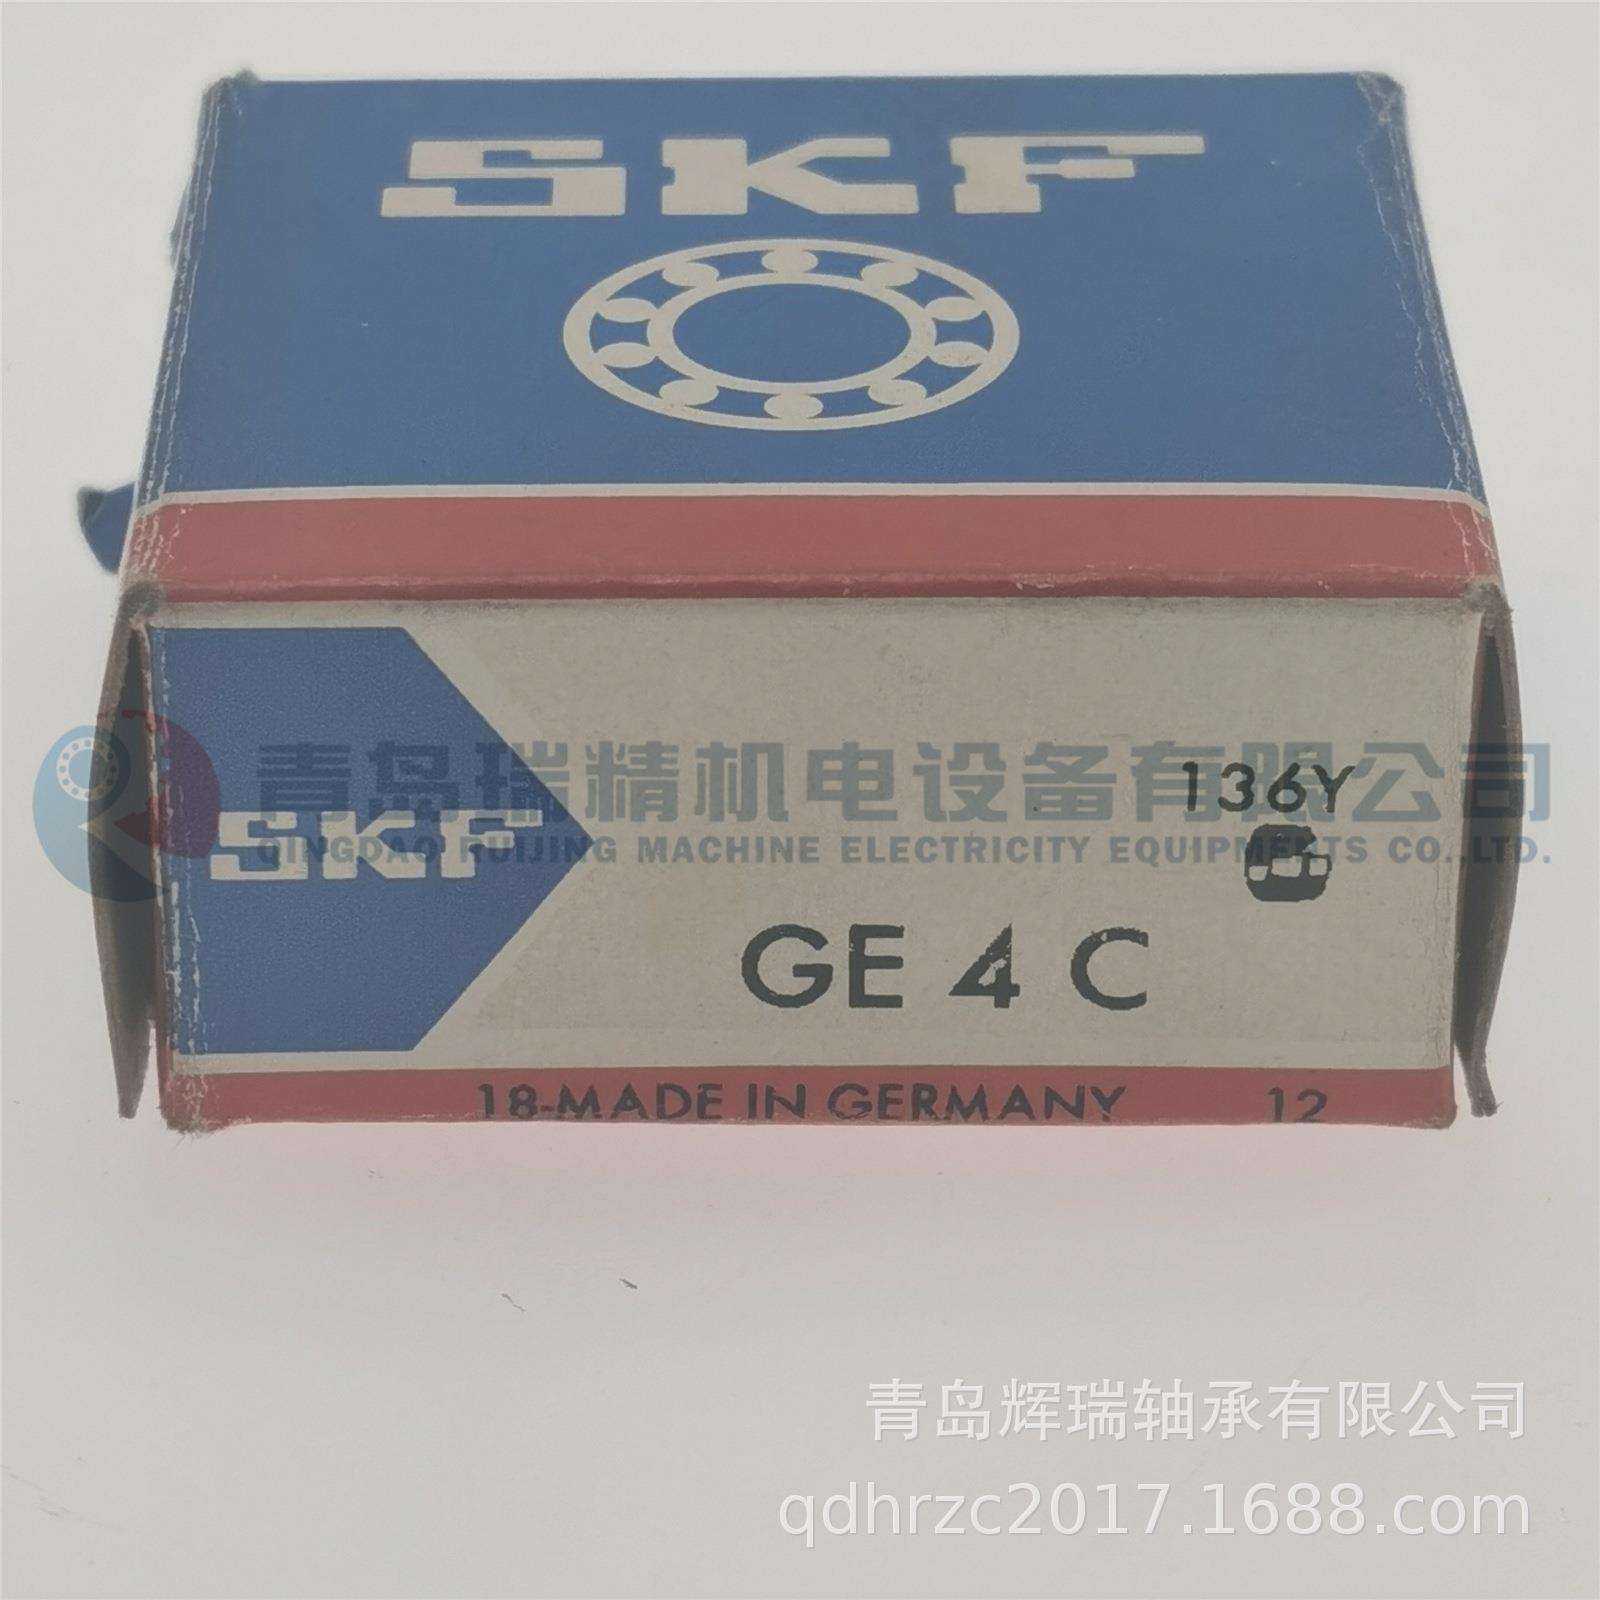 SKF
136Y
青岛瑞精机电设备有限公司
SKF
QINGDAO RUIJING MACHINE ELECTRICITY EQUIPMENTS CO.,LTD.
GE 4 C
18-MADE IN GERMANY 12
青岛辉瑞轴承有限公司
qdhrzc2017.1688.com